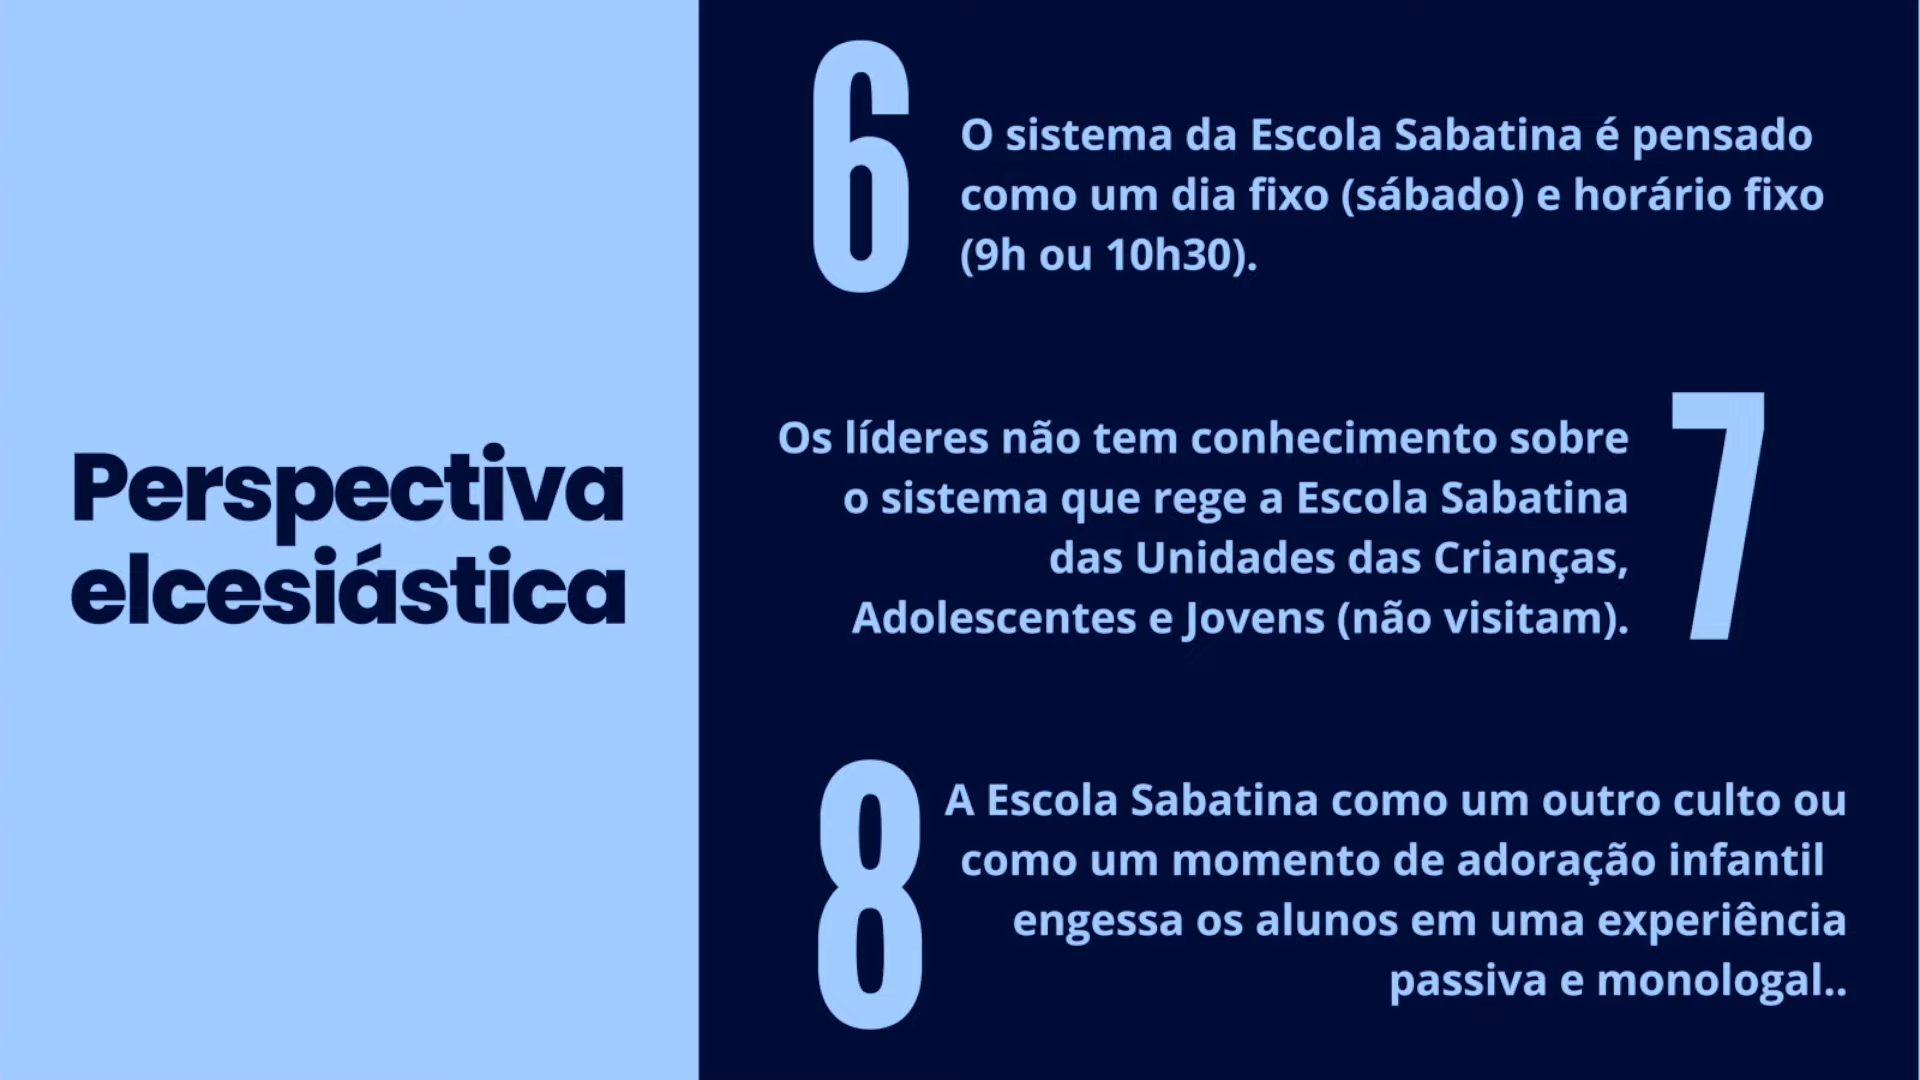 Perspectiva
elcesiástica
6
O sistema da Escola Sabatina é pensado
como um dia fixo (sábado) e horário fixo
(9h ou 10h30).
Os líderes não tem conhecimento sobre
o sistema que rege a Escola Sabatina
das Unidades das Crianças,
Adolescentes e Jovens (não visitam).
7
8
A Escola Sabatina como um outro culto ou
como um momento de adoração infantil
engessa os alunos em uma experiência
passiva e monologal..